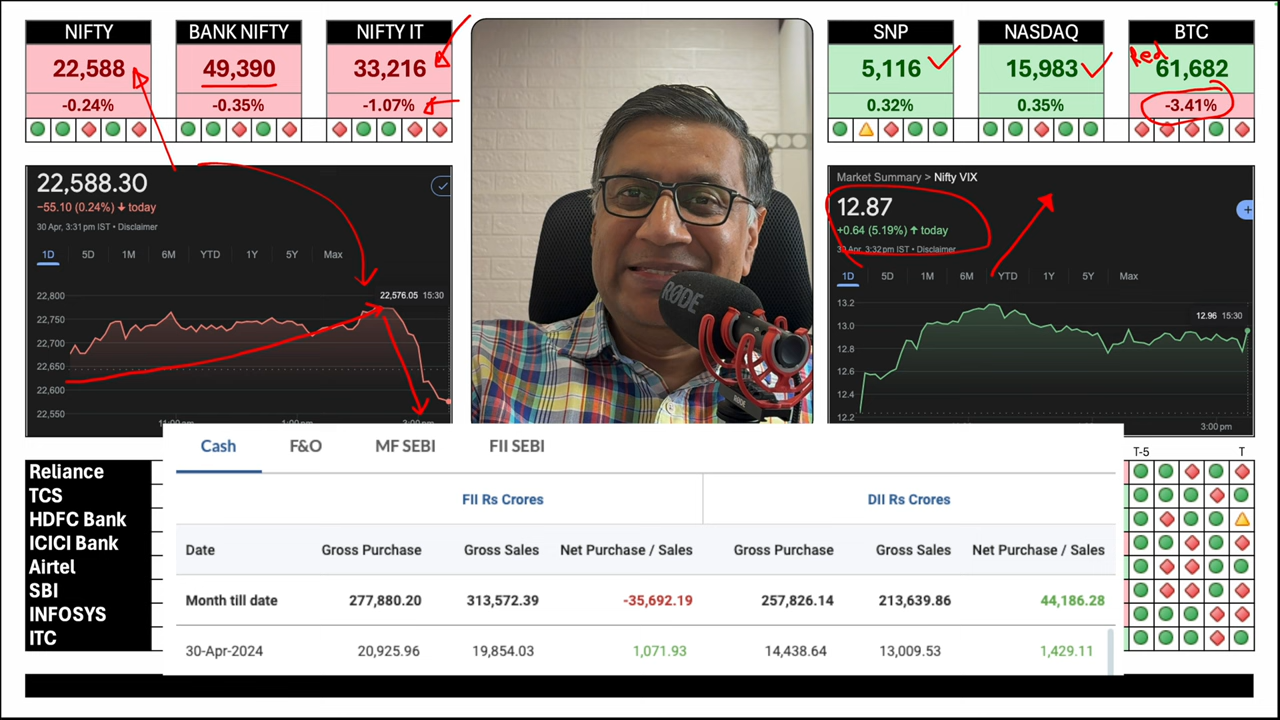 NIFTY
22,588
-0.24%
BANK NIFTY
49,390
-0.35%
NIFTY IT
33,216
-1.07%
SNP
5,116
0.32%
NASDAQ
15,983
0.35%
BTC
Red
61,682
-3.41%
22,588.30
−55.10 (0.24%) ↓ today
30 Apr, 3:31 pm IST • Disclaimer
1D 5D 1M 6M YTD 1Y 5Y Max
22,576.05 15:30
22,800
22,750
22,700
22,650
22,600
22,550
1:00 pm
RØDE
RØDE
Market Summary > Nifty VIX
12.87
+0.64 (5.19%) ↑ today
30 Apr, 3:32 pm IST • Disclaimer
+
1D 5D 1M 6M YTD 1Y 5Y Max
12.96 15:30
13.2
13.0
12.8
12.6
12.4
12.2
3:00 pm
Cash F&O MF SEBI FII SEBI
FII Rs Crores DII Rs Crores
Date Gross Purchase Gross Sales Net Purchase / Sales Gross Purchase Gross Sales Net Purchase / Sales
Month till date 277,880.20 313,572.39 -35,692.19 257,826.14 213,639.86 44,186.28
30-Apr-2024 20,925.96 19,854.03 1,071.93 14,438.64 13,009.53 1,429.11
Reliance
TCS
HDFC Bank
ICICI Bank
Airtel
SBI
INFOSYS
ITC
T-5 T